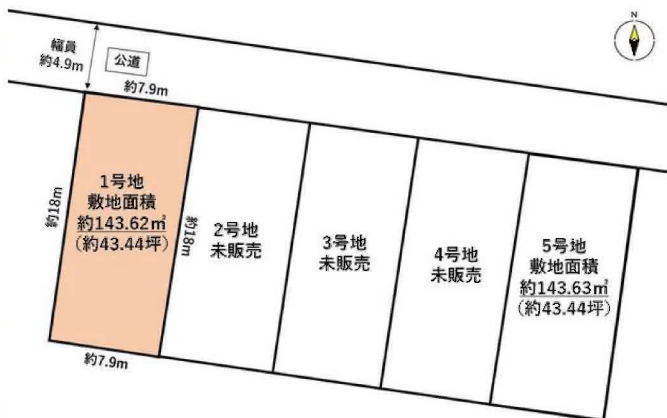 N
幅員
約4.9m
公道
約7.9m
1号地
敷地面積
約143.62㎡
(約43.44坪)
約18m
約18m
約7.9m
2号地
未販売
3号地
未販売
4号地
未販売
5号地
敷地面積
約143.63㎡
(約43.44坪)